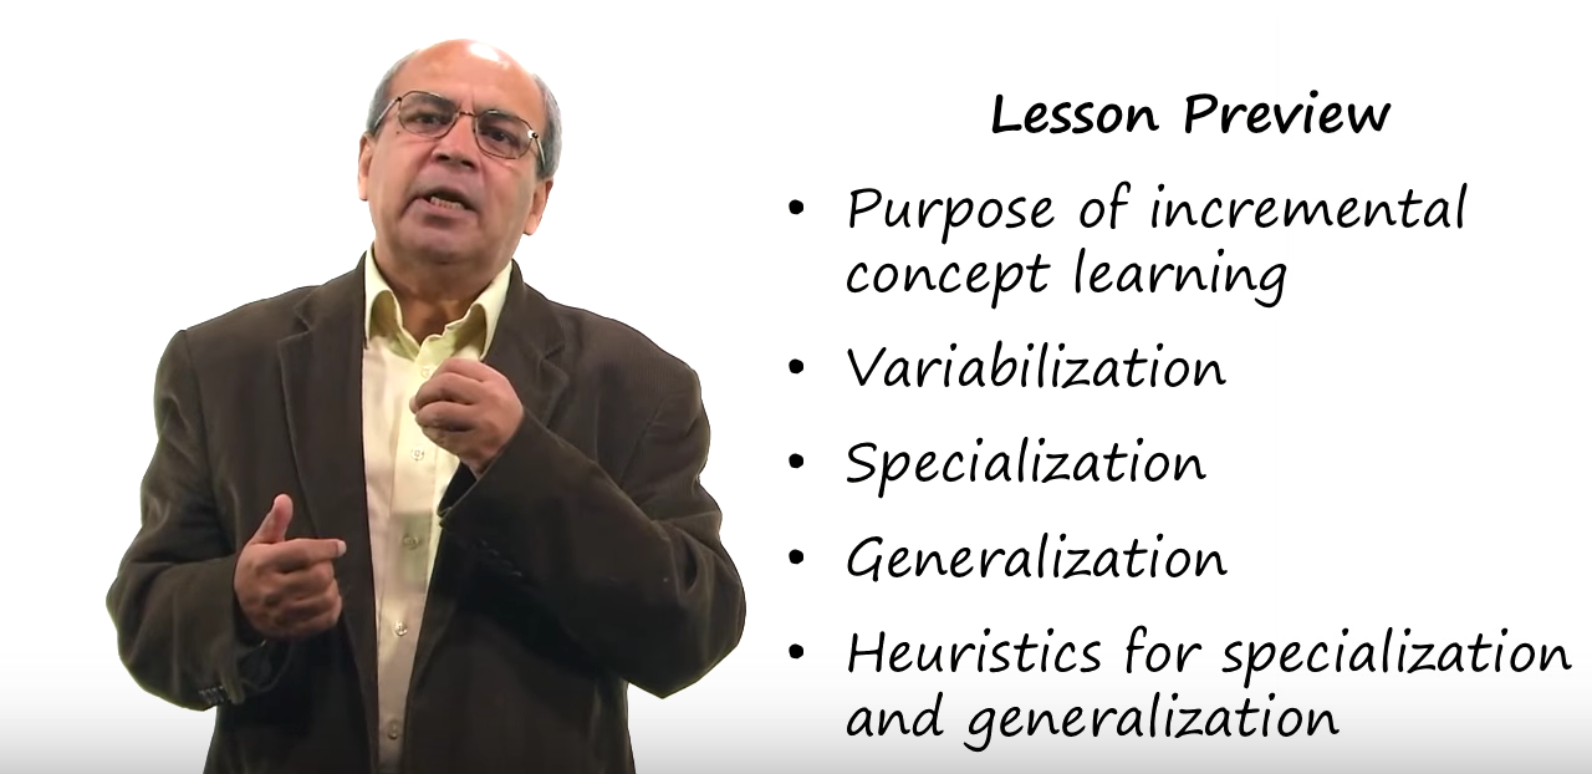 Lesson Preview
• Purpose of incremental
concept learning
• Variabilization
• Specialization
• Generalization
• Heuristics for specialization
and generalization